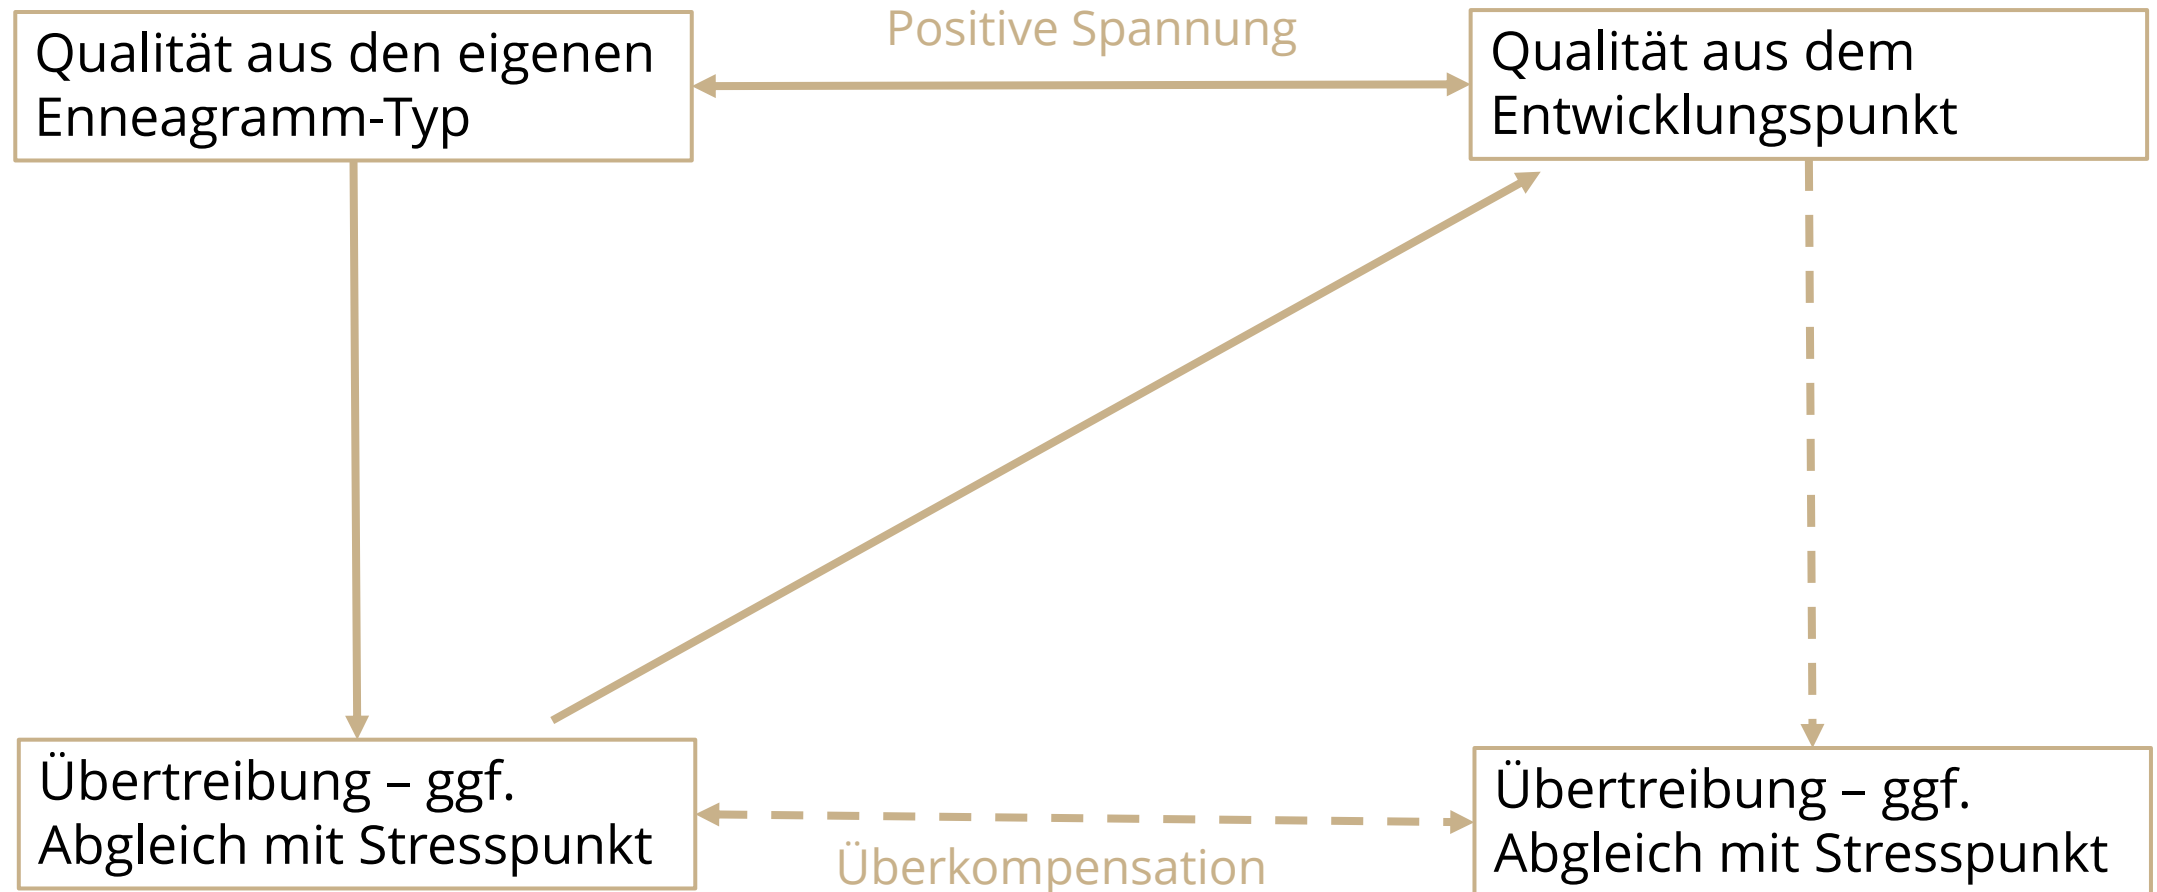 Qualität aus den eigenen
Enneagramm-Typ
Positive Spannung
Qualität aus dem
Entwicklungspunkt
Übertreibung – ggf.
Abgleich mit Stresspunkt
Überkompensation
Übertreibung – ggf.
Abgleich mit Stresspunkt